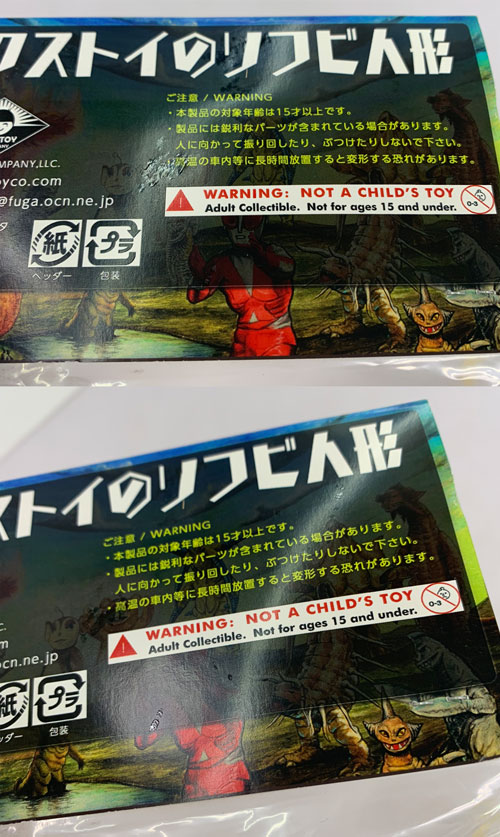 クストイのソフビ人形
ご注意 / WARNING
・本製品の対象年齢は15才以上です。
・製品には鋭利なパーツが含まれている場合があります。
人に向かって振り回したり、ぶつけたりしないで下さい。
・高温の車内等に長時間放置すると変形する恐れがあります。
WARNING: NOT A CHILD'S TOY
Adult Collectible. Not for ages 15 and under.
0-3
TOY
MPANY,LLC.
yco.com
@fuga.ocn.ne.jp
紙
プラ
ヘッダー
包装
ストイのソフビ人形
ご注意 / WARNING
・本製品の対象年齢は15才以上です。
・製品には鋭利なパーツが含まれている場合があります。
人に向かって振り回したり、ぶつけたりしないで下さい。
・高温の車内等に長時間放置すると変形する恐れがあります。
WARNING: NOT A CHILD'S TOY
Adult Collectible. Not for ages 15 and under.
0-3
C.
m
ocn.ne.jp
紙
プラ
ダー
包装